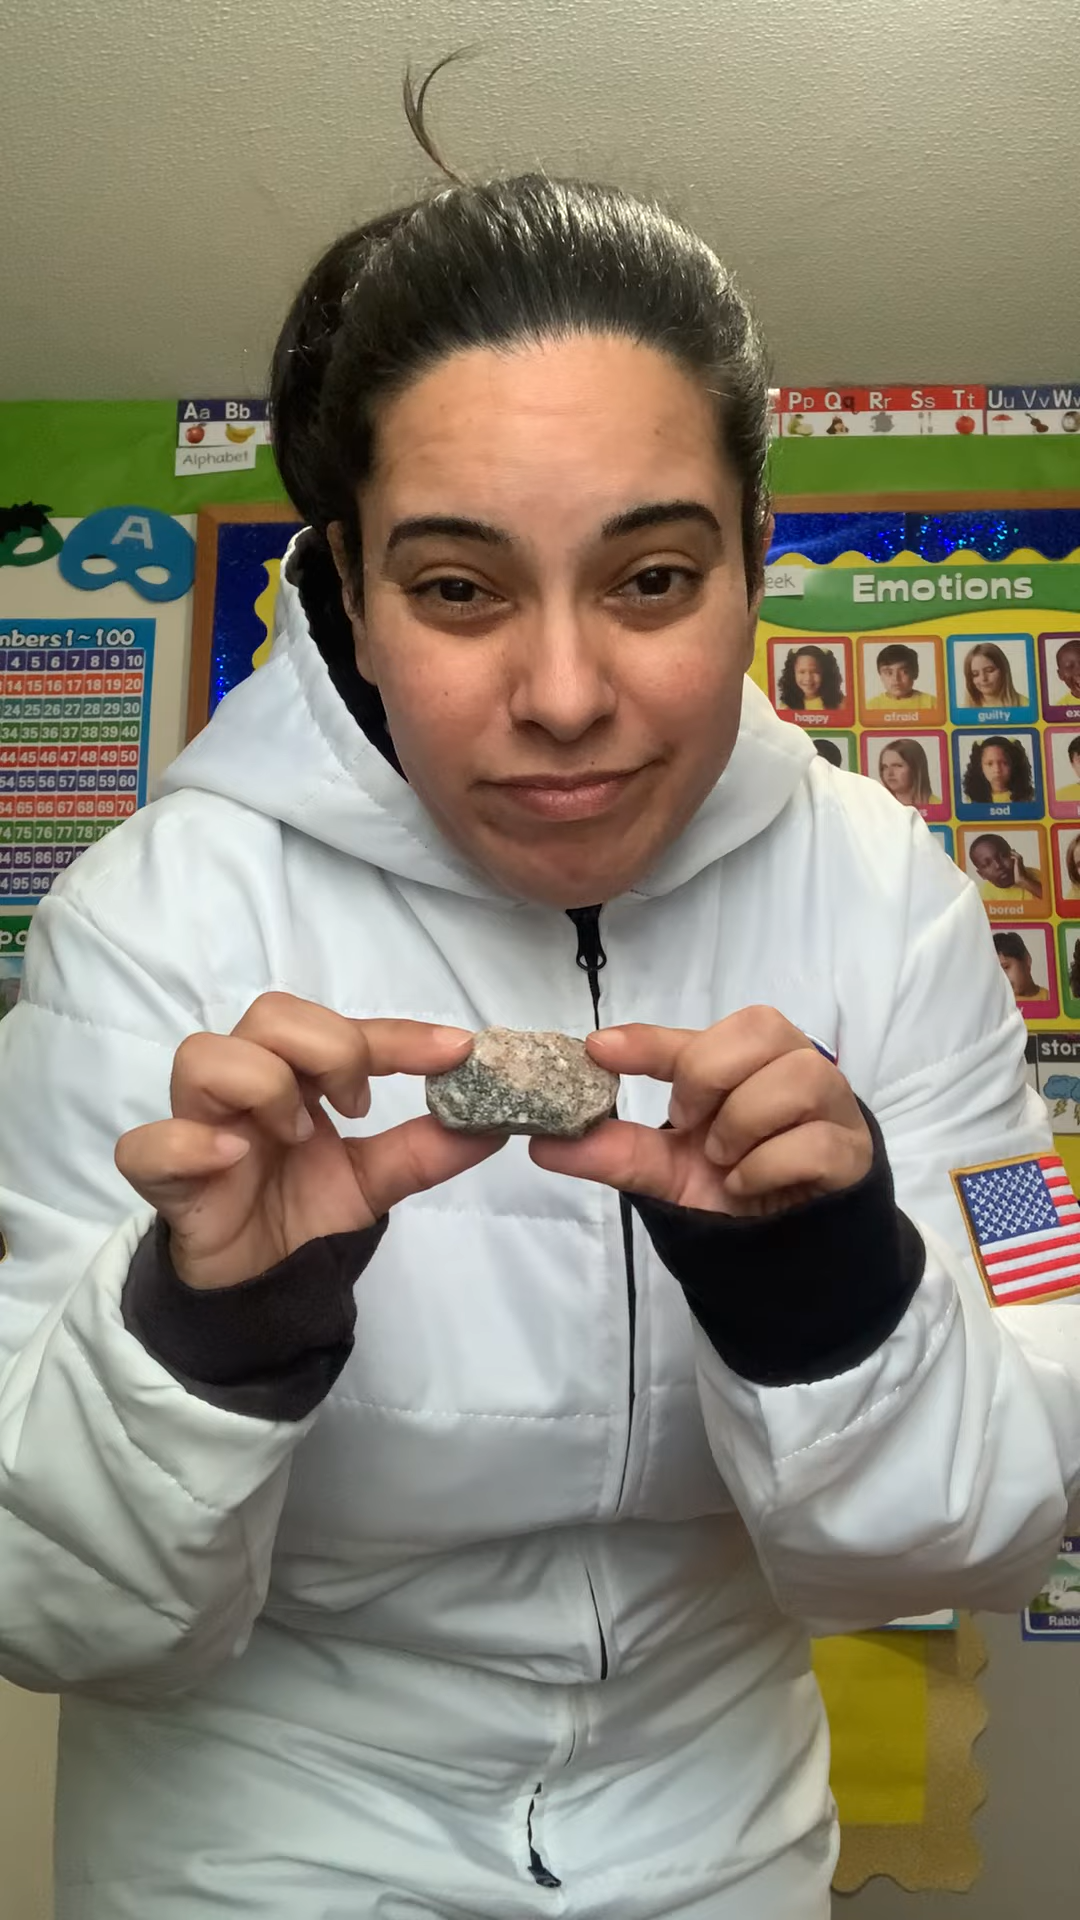 Aa Bb
Pp Qq Rr Ss Tt Uu Vv Ww
Alphabet
A
Emotions
happy
afraid
guilty
sad
bored
1~100
4 5 6 7 8 9 10
14 15 16 17 18 19 20
24 25 26 27 28 29 30
34 35 36 37 38 39 40
44 45 46 47 48 49 50
54 55 56 57 58 59 60
64 65 66 67 68 69 70
74 75 76 77 78
84 85 86 87
95 96